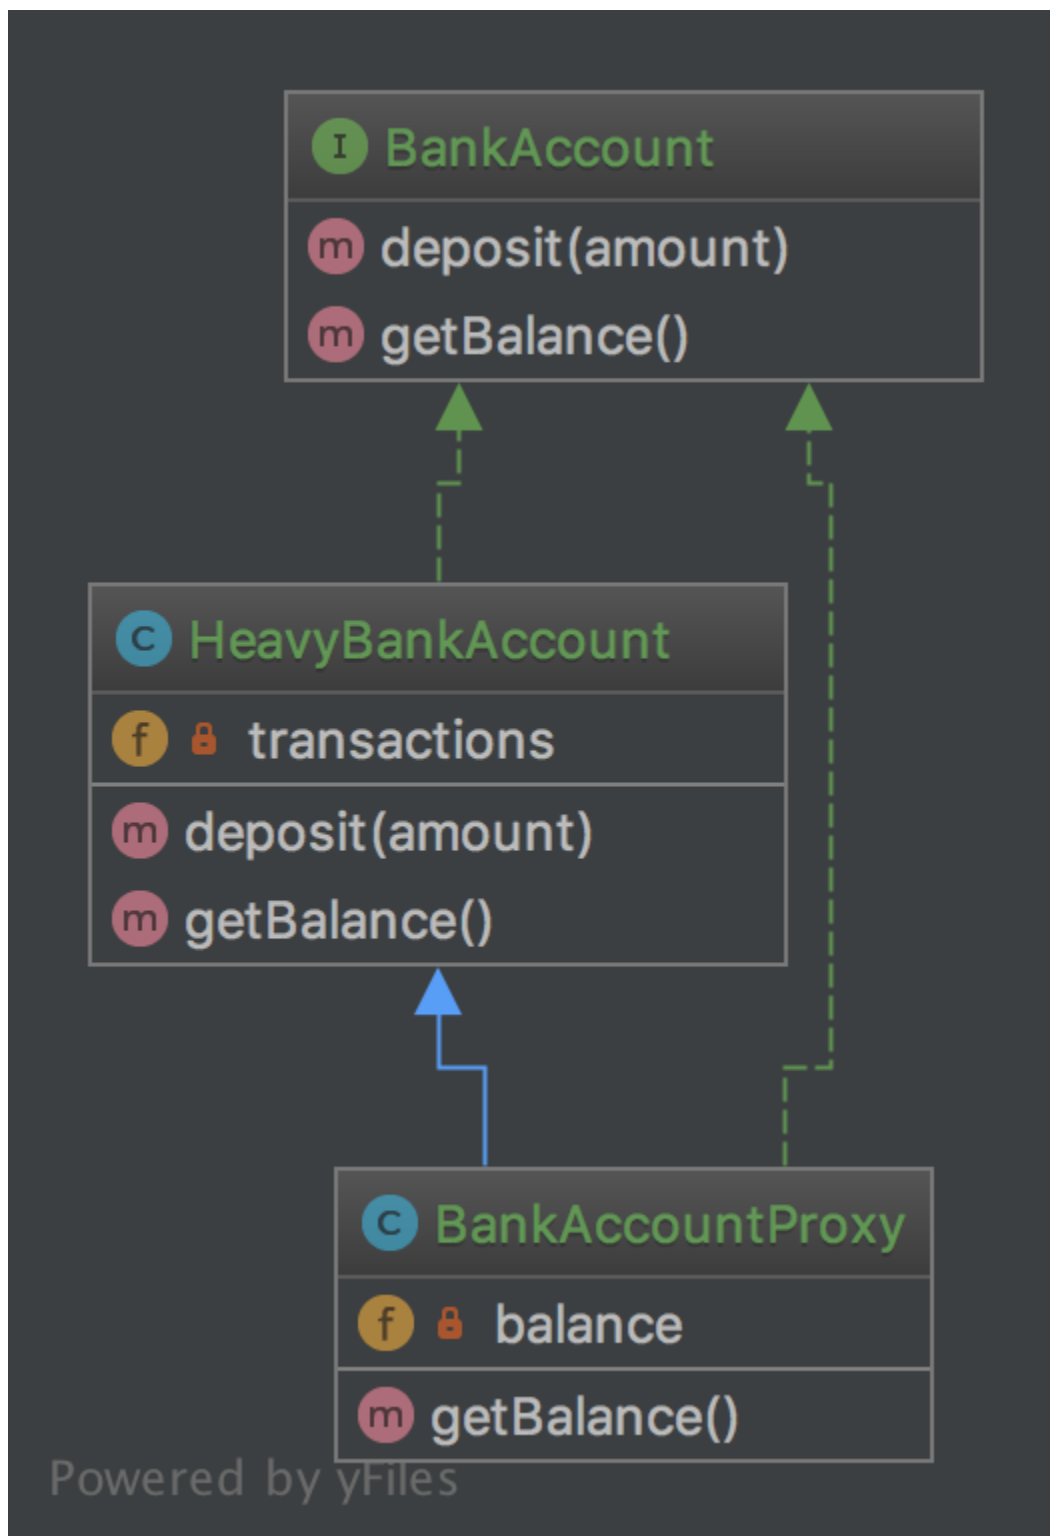 I BankAccount
m deposit(amount)
m getBalance()
C HeavyBankAccount
f transactions
m deposit(amount)
m getBalance()
C BankAccountProxy
f balance
m getBalance()
Powered by yFiles